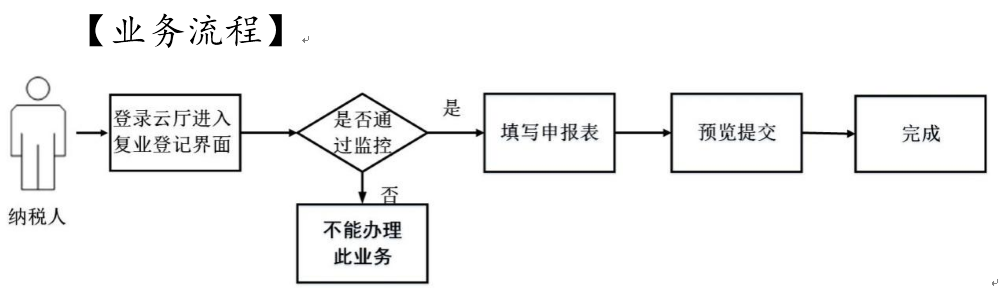 【业务流程】
纳税人
登录云厅进入
复业登记界面
是否通
过监控
是
否
不能办理
此业务
填写申报表
预览提交
完成